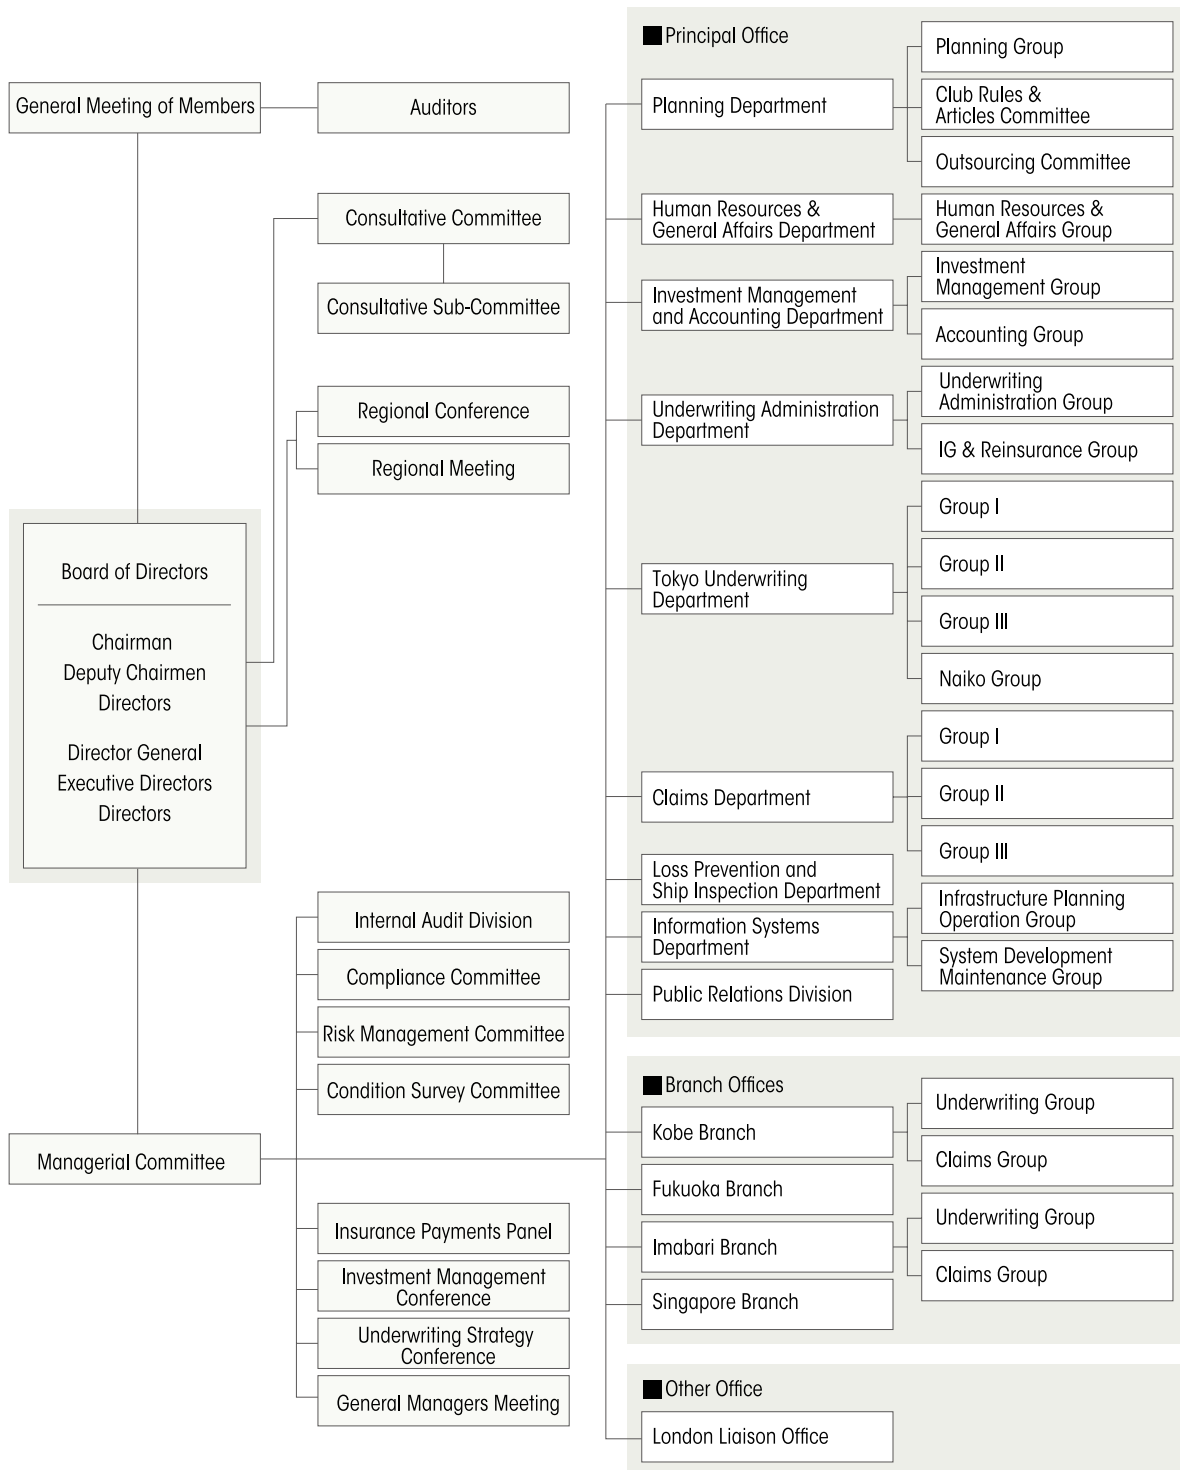 General Meeting of Members
Auditors
Consultative Committee
Consultative Sub-Committee
Regional Conference
Regional Meeting
Board of Directors
Chairman
Deputy Chairmen
Directors
Director General
Executive Directors
Directors
Internal Audit Division
Compliance Committee
Risk Management Committee
Condition Survey Committee
Managerial Committee
Insurance Payments Panel
Investment Management
Conference
Underwriting Strategy
Conference
General Managers Meeting
Principal Office
Planning Department
Planning Group
Club Rules &
Articles Committee
Outsourcing Committee
Human Resources &
General Affairs Department
Human Resources &
General Affairs Group
Investment Management
and Accounting Department
Investment
Management Group
Accounting Group
Underwriting Administration
Department
Underwriting
Administration Group
IG & Reinsurance Group
Tokyo Underwriting
Department
Group I
Group II
Group III
Naiko Group
Claims Department
Group I
Group II
Group III
Loss Prevention and
Ship Inspection Department
Information Systems
Department
Infrastructure Planning
Operation Group
System Development
Maintenance Group
Public Relations Division
Branch Offices
Kobe Branch
Underwriting Group
Claims Group
Fukuoka Branch
Imabari Branch
Underwriting Group
Claims Group
Singapore Branch
Other Office
London Liaison Office